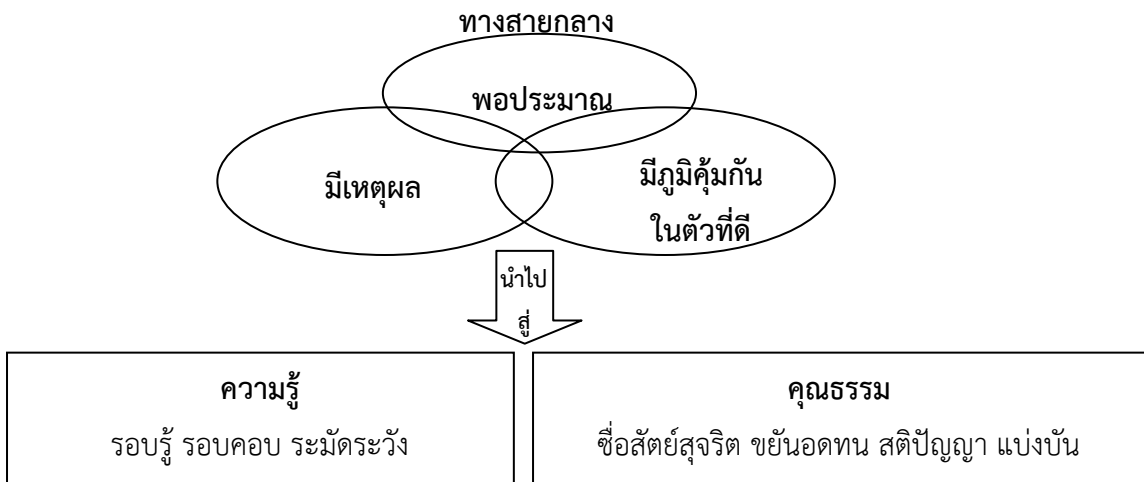 ทางสายกลาง
พอประมาณ
มีเหตุผล
มีภูมิคุ้มกัน
ในตัวที่ดี
นำไป
สู่
ความรู้
รอบรู้ รอบคอบ ระมัดระวัง
คุณธรรม
ซื่อสัตย์สุจริต ขยันอดทน สติปัญญา แบ่งบัน